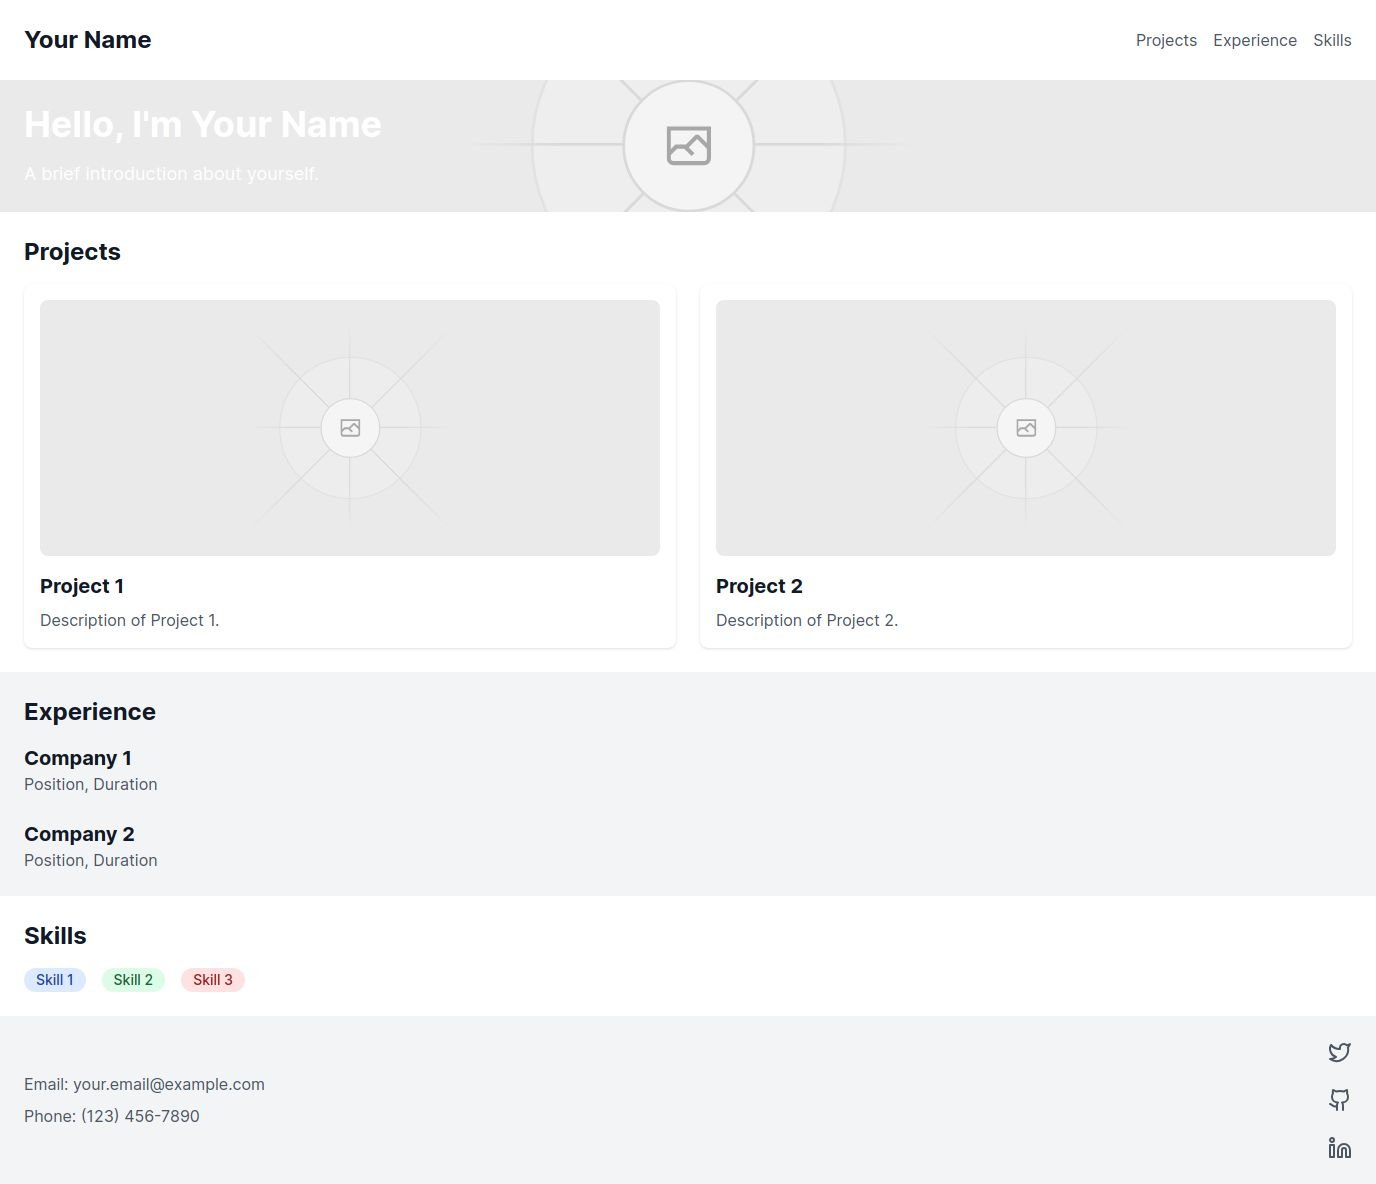 Your Name
Projects Experience Skills
Hello, I'm Your Name
A brief introduction about yourself.
Projects
Project 1
Description of Project 1.
Project 2
Description of Project 2.
Experience
Company 1
Position, Duration
Company 2
Position, Duration
Skills
Skill 1 Skill 2 Skill 3
Email: your.email@example.com
Phone: (123) 456-7890